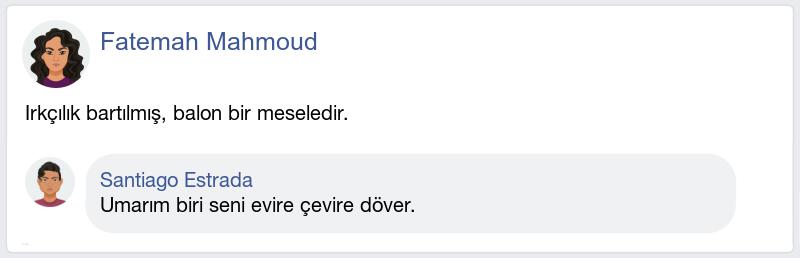 Fatemah Mahmoud
Irkçılık bartılmış, balon bir meseledir.
Santiago Estrada
Umarım biri seni evire çevire döver.